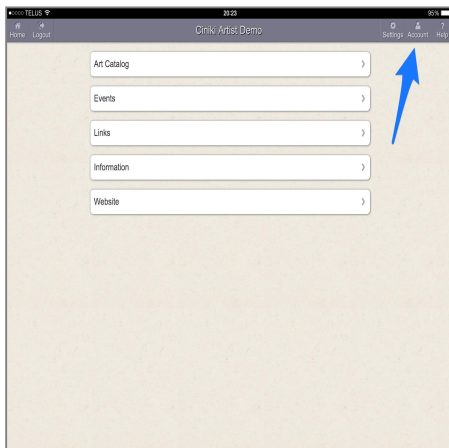 TELUS 20:23 95%
Home Logout Ciniki Artist Demo Settings Account Help
Art Catalog
Events
Links
Information
Website